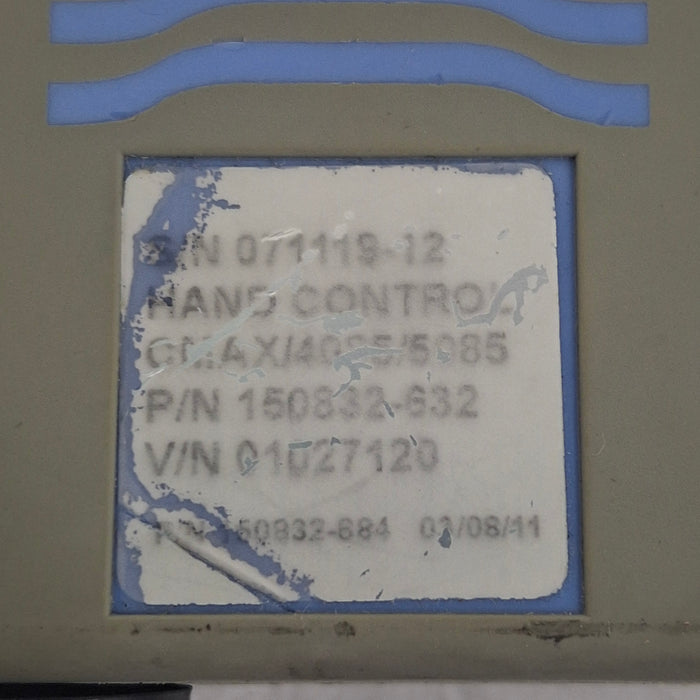 S/N 071119-12
HAND CONTROL
CMAX/4085/5085
P/N 150832-632
V/N 01027120
P/N 150832-684 03/08/11